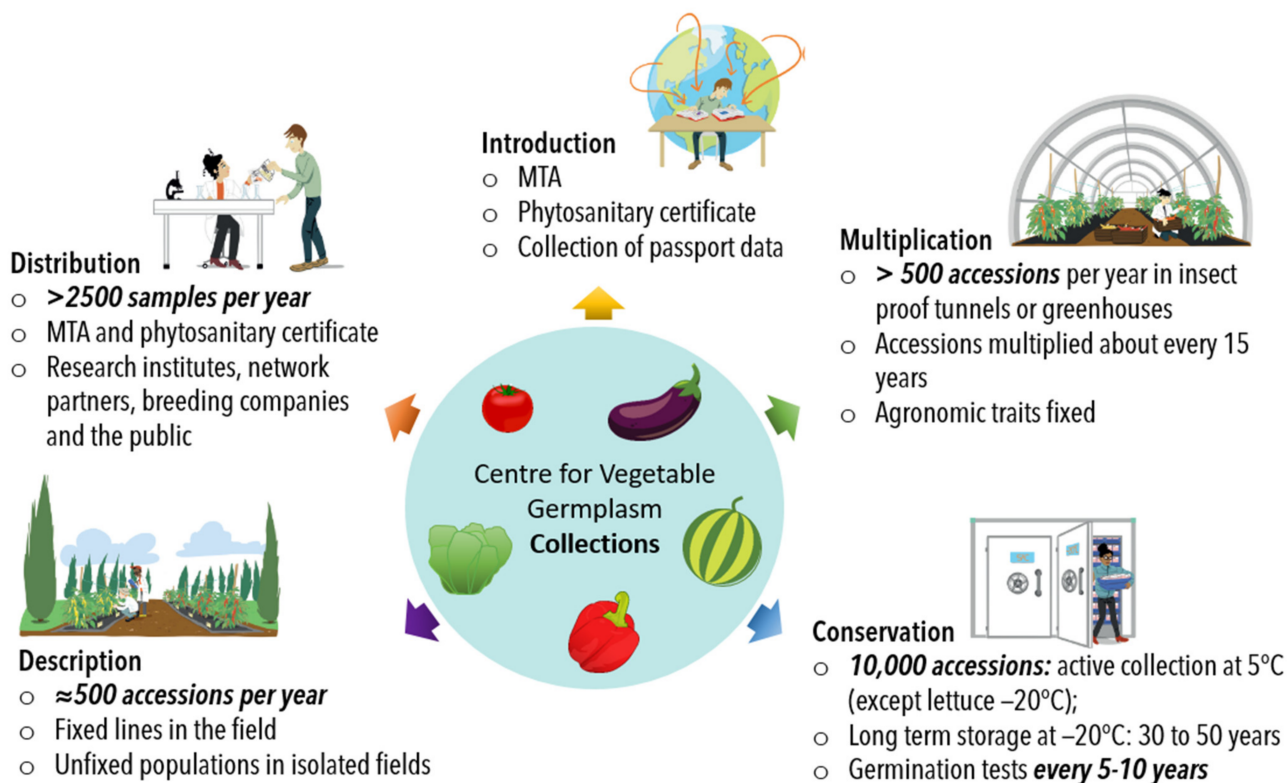 Introduction
○ MTA
○ Phytosanitary certificate
○ Collection of passport data
Multiplication
○ > 500 accessions per year in insect
proof tunnels or greenhouses
○ Accessions multiplied about every 15
years
○ Agronomic traits fixed
Conservation
○ 10,000 accessions: active collection at 5°C
(except lettuce –20°C);
○ Long term storage at –20°C: 30 to 50 years
○ Germination tests every 5-10 years
Description
○ ≈500 accessions per year
○ Fixed lines in the field
○ Unfixed populations in isolated fields
Distribution
○ >2500 samples per year
○ MTA and phytosanitary certificate
○ Research institutes, network
partners, breeding companies
and the public
Centre for Vegetable
Germplasm
Collections